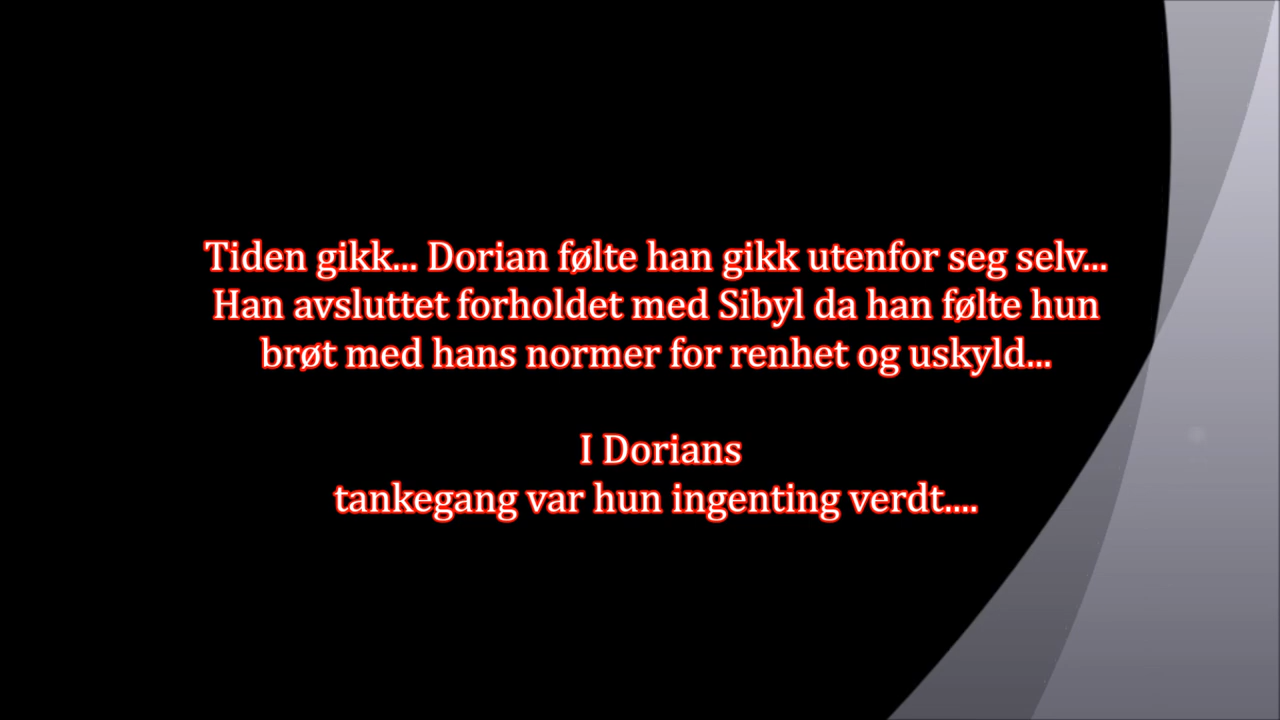 Tiden gikk... Dorian følte han gikk utenfor seg selv...
Han avsluttet forholdet med Sibyl da han følte hun
brøt med hans normer for renhet og uskyld...
I Dorians
tankegang var hun ingenting verdt....